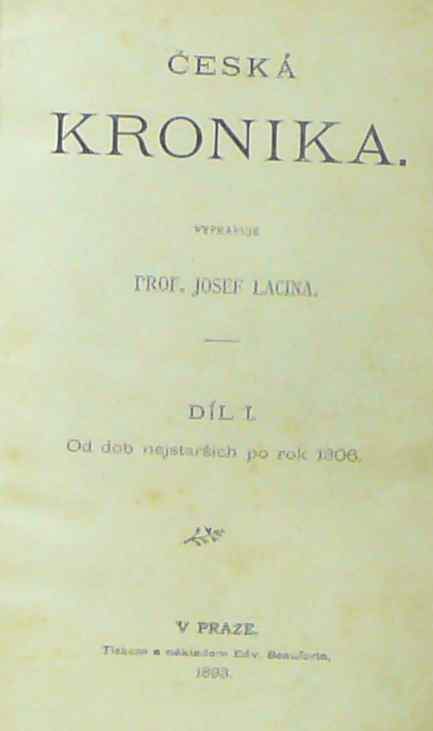 ČESKÁ
KRONIKA.
VYPRAVUJE
PROF. JOSEF LACINA.
DÍL I.
Od dob nejstarších po rok 1306.
V PRAZE.
Tiskem a nákladem Edv. Beauforta.
1893.